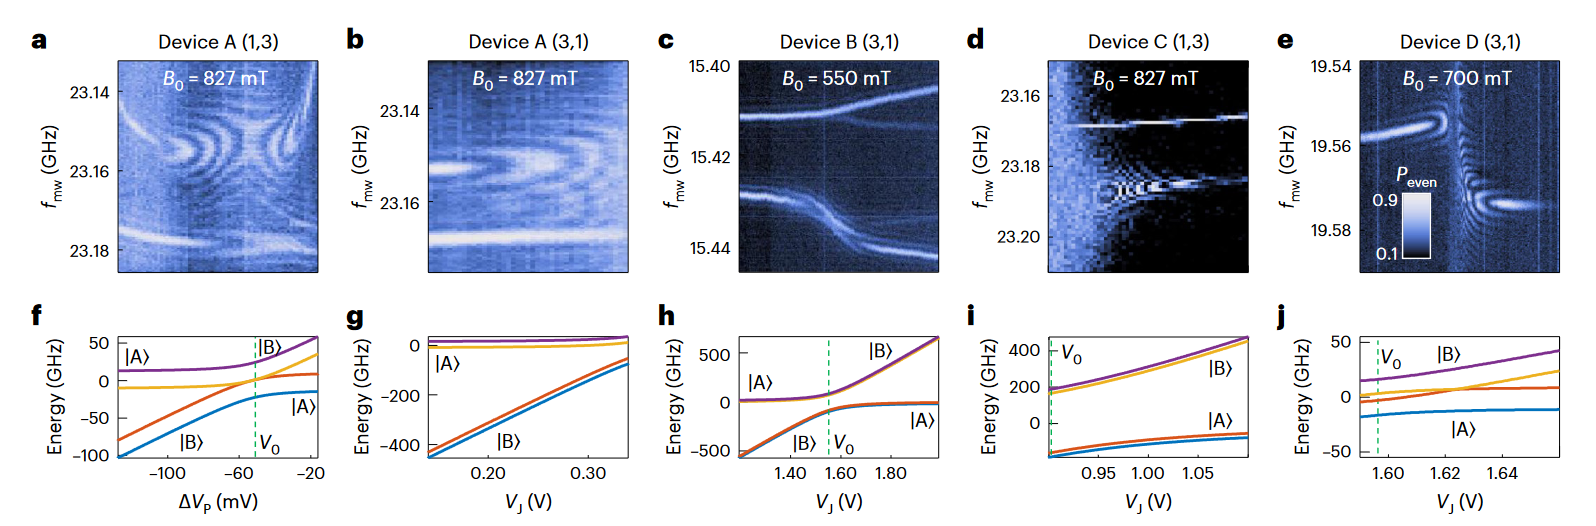 a Device A (1,3)
B0 = 827 mT
23.14
23.16
23.18
fmw (GHz)
b Device A (3,1)
B0 = 827 mT
23.14
23.16
fmw (GHz)
c Device B (3,1)
B0 = 550 mT
15.40
15.42
15.44
fmw (GHz)
d Device C (1,3)
B0 = 827 mT
23.16
23.18
23.20
fmw (GHz)
e Device D (3,1)
B0 = 700 mT
19.54
19.56
19.58
fmw (GHz)
Peven
0.9
0.1
f
50
0
−50
−100
Energy (GHz)
|A⟩
|B⟩
|B⟩
|A⟩
V0
−100 −60 −20
ΔVP (mV)
g
0
−200
−400
Energy (GHz)
|A⟩
|B⟩
0.20 0.30
VJ (V)
h
500
0
−500
Energy (GHz)
|A⟩
|B⟩
|B⟩
|A⟩
V0
1.40 1.60 1.80
VJ (V)
i
400
200
0
Energy (GHz)
V0
|B⟩
|A⟩
0.95 1.00 1.05
VJ (V)
j
50
0
−50
Energy (GHz)
V0
|B⟩
|A⟩
1.60 1.62 1.64
VJ (V)